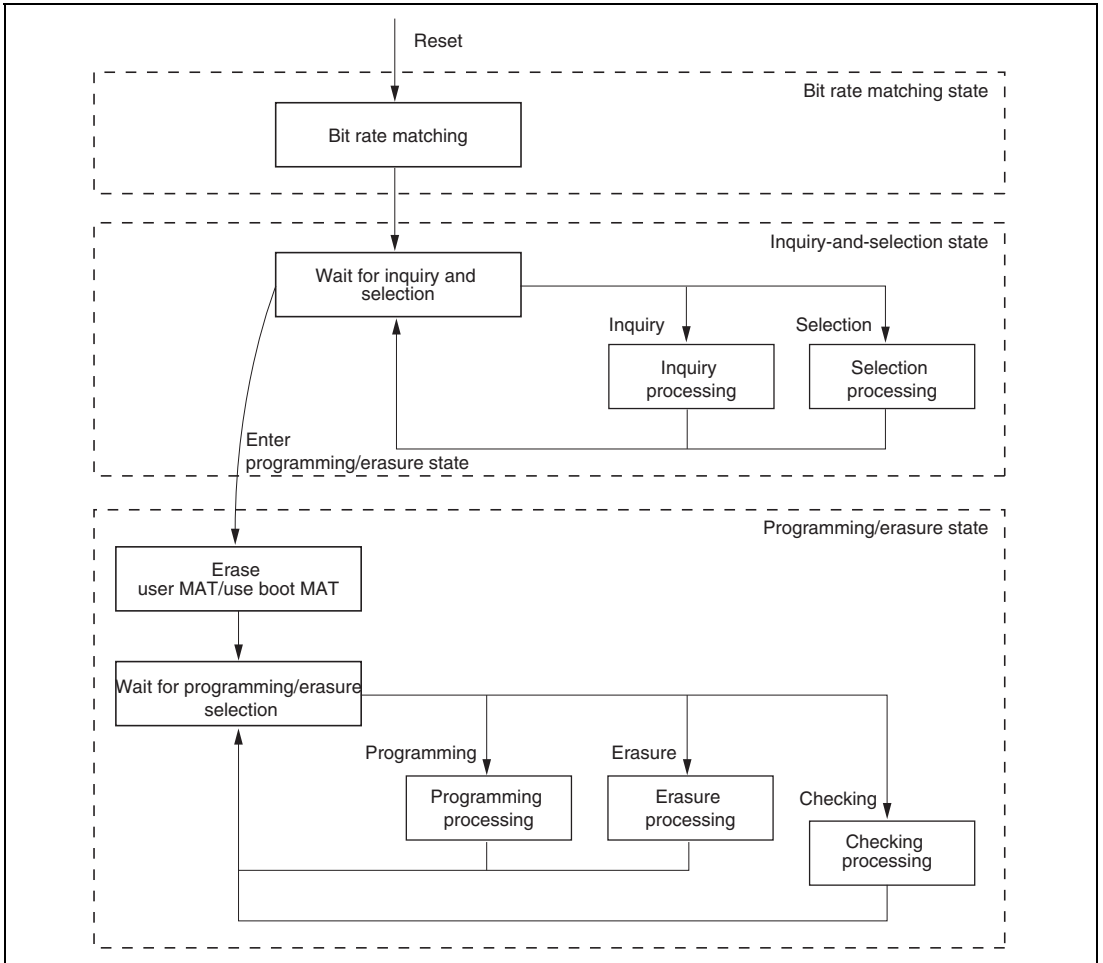 Reset
Bit rate matching state
Bit rate matching
Inquiry-and-selection state
Wait for inquiry and
selection
Inquiry
Selection
Inquiry
processing
Selection
processing
Enter
programming/erasure state
Programming/erasure state
Erase
user MAT/use boot MAT
Wait for programming/erasure
selection
Programming
Erasure
Checking
Programming
processing
Erasure
processing
Checking
processing